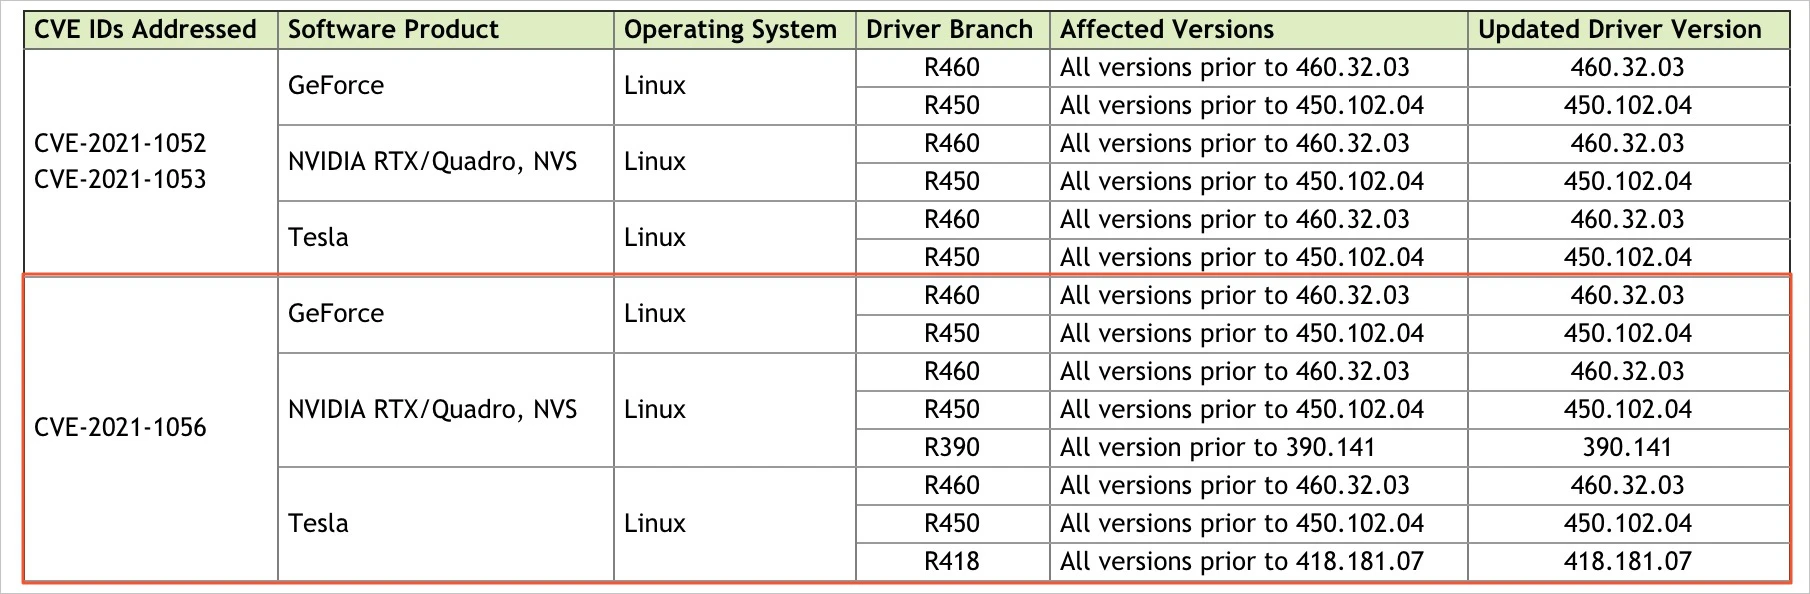 CVE IDs Addressed Software Product Operating System Driver Branch Affected Versions Updated Driver Version
CVE-2021-1052
CVE-2021-1053
GeForce Linux
R460 All versions prior to 460.32.03 460.32.03
R450 All versions prior to 450.102.04 450.102.04
NVIDIA RTX/Quadro, NVS Linux
R460 All versions prior to 460.32.03 460.32.03
R450 All versions prior to 450.102.04 450.102.04
Tesla Linux
R460 All versions prior to 460.32.03 460.32.03
R450 All versions prior to 450.102.04 450.102.04
CVE-2021-1056
GeForce Linux
R460 All versions prior to 460.32.03 460.32.03
R450 All versions prior to 450.102.04 450.102.04
NVIDIA RTX/Quadro, NVS Linux
R460 All versions prior to 460.32.03 460.32.03
R450 All versions prior to 450.102.04 450.102.04
R390 All version prior to 390.141 390.141
Tesla Linux
R460 All versions prior to 460.32.03 460.32.03
R450 All versions prior to 450.102.04 450.102.04
R418 All versions prior to 418.181.07 418.181.07